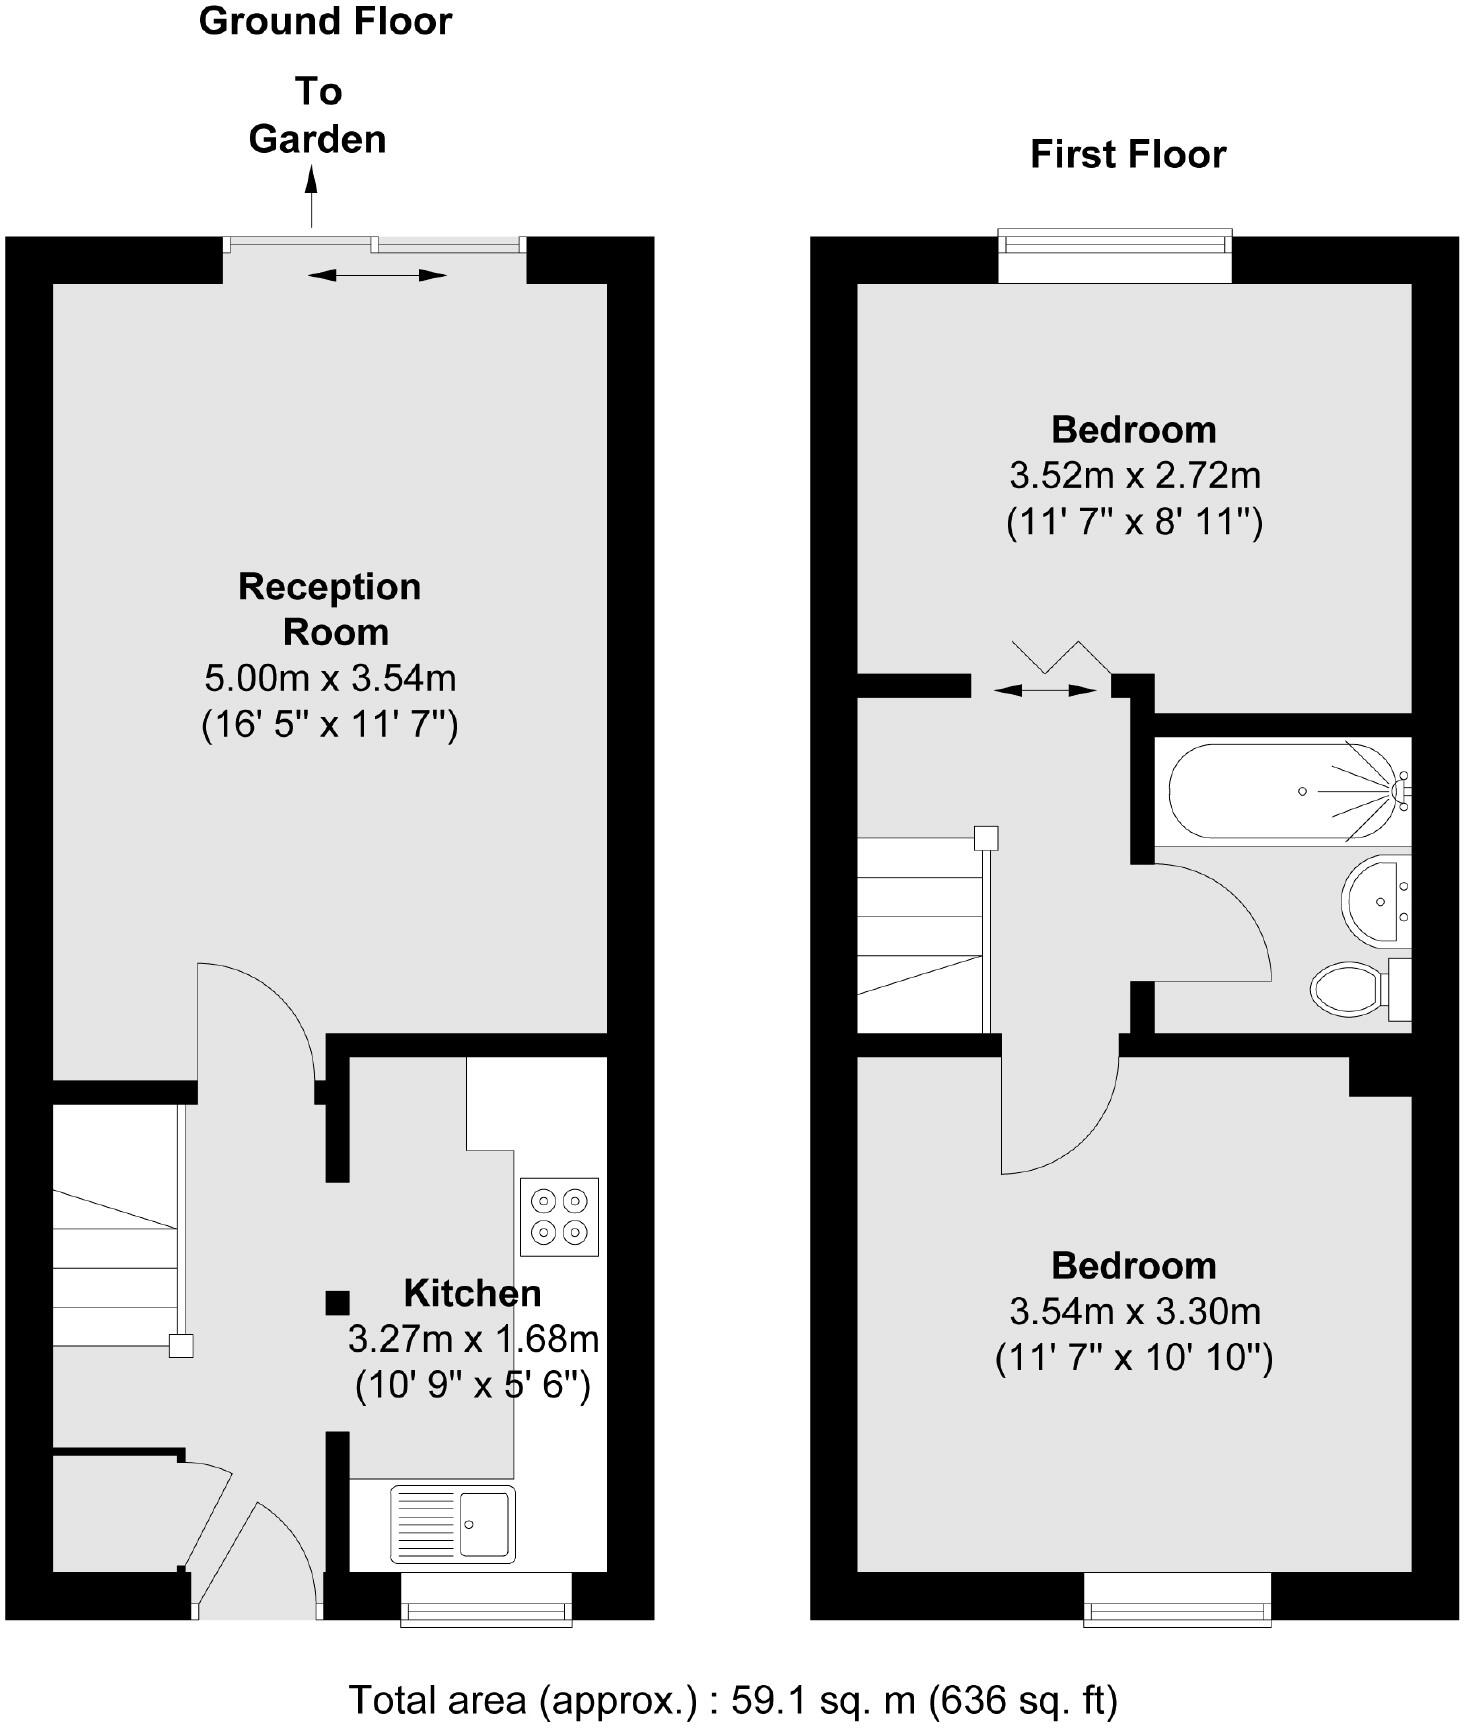 Ground Floor
To
Garden
Reception
Room
5.00m x 3.54m
(16' 5" x 11' 7")
Kitchen
3.27m x 1.68m
(10' 9" x 5' 6")
First Floor
Bedroom
3.52m x 2.72m
(11' 7" x 8' 11")
Bedroom
3.54m x 3.30m
(11' 7" x 10' 10")
Total area (approx.) : 59.1 sq. m (636 sq. ft)